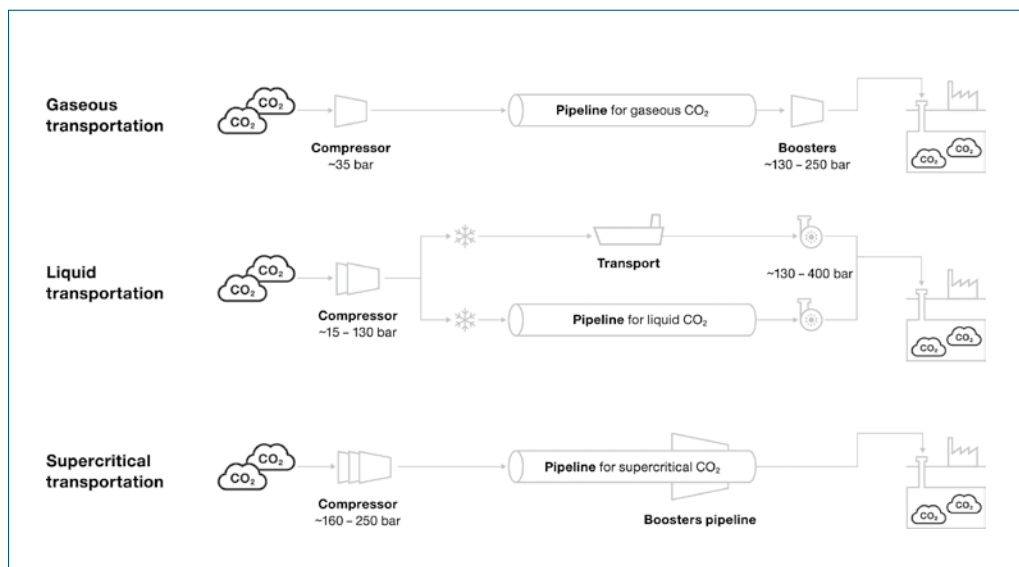 Gaseous
transportation
CO₂
CO₂
Compressor
~35 bar
Pipeline for gaseous CO₂
Boosters
~130 – 250 bar
CO₂
CO₂
Liquid
transportation
CO₂
CO₂
Compressor
~15 – 130 bar
Transport
Pipeline for liquid CO₂
~130 – 400 bar
CO₂
CO₂
Supercritical
transportation
CO₂
CO₂
Compressor
~160 – 250 bar
Pipeline for supercritical CO₂
Boosters pipeline
CO₂
CO₂